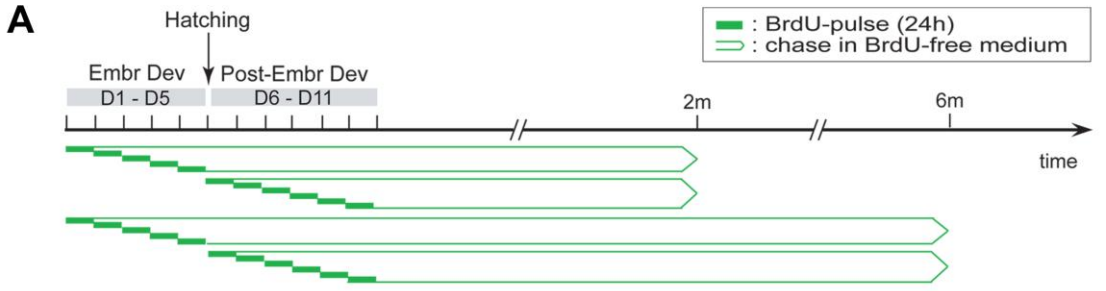 A
Hatching
Embr Dev
Post-Embr Dev
D1 - D5
D6 - D11
: BrdU-pulse (24h)
: chase in BrdU-free medium
2m
6m
time